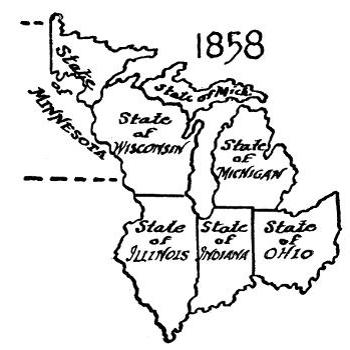 1858
State
of
MINNESOTA
State of Mich.
State
of
WISCONSIN
State
of
MICHIGAN
State
of
ILLINOIS
State
of
INDIANA
State
of
OHIO